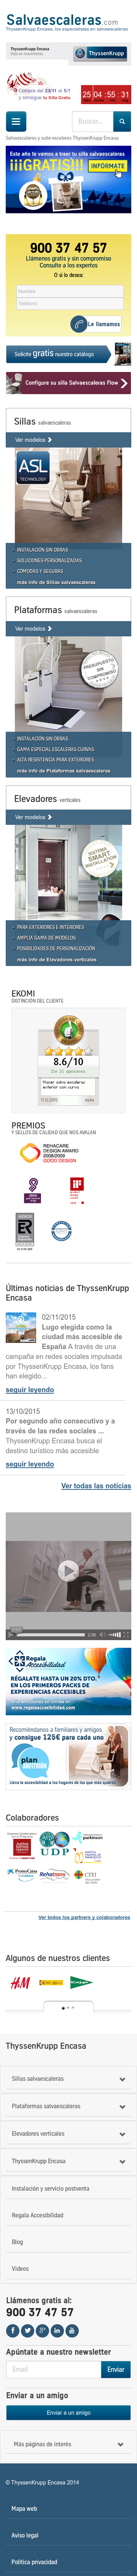 Salvaescaleras.com
ThyssenKrupp Encasa, los especialistas en salvaescaleras
ThyssenKrupp Encasa
Vida en movimiento.
ThyssenKrupp
Compra del 22/11 al 5/1
y consigue tu Silla Gratis
25 04 :55 :31
Buscar...
Salvaescaleras y sube escaleras ThyssenKrupp Encasa
Este año vamos a traer tu silla salvaescaleras
¡¡¡GRATIS!!!
INFÓRMATE
900 37 47 57
Llámenos gratis y sin compromiso
Consulte a los expertos
O si lo desea:
Nombre
Teléfono
Le llamamos
Solicite gratis nuestro catálogo
Configure su silla Salvaescaleras Flow
Sillas salvaescaleras
Ver modelos
ASL
TECHNOLOGY
INSTALACIÓN SIN OBRAS
SOLUCIONES PERSONALIZADAS
CÓMODAS Y SEGURAS
más info de Sillas salvaescaleras
Plataformas salvaescaleras
Ver modelos
PRESUPUESTO
SIN
COMPROMISO
INSTALACIÓN SIN OBRAS
GAMA ESPECIAL ESCALERAS CURVAS
ALTA RESISTENCIA PARA EXTERIORES
más info de Plataformas salvaescaleras
Elevadores verticales
Ver modelos
SISTEMA
SMART
INSTALLATION
PARA EXTERIORES E INTERIORES
AMPLIA GAMA DE MODELOS
POSIBILIDADES DE PERSONALIZACIÓN
más info de Elevadores verticales
EKOMI
DISTINCIÓN DEL CLIENTE
8.6/10
De 31 opiniones
Placer silva escaleras
exterior con curva
01.12.2015
más
PREMIOS
Y SELLOS DE CALIDAD QUE NOS AVALAN
REHACARE
DESIGN AWARD
2008/2009
GOOD DESIGN
Últimas noticias de ThyssenKrupp
Encasa
02/11/2015
Lugo elegida como la
ciudad más accesible de
España A través de una
campaña en redes sociales impulsada
por ThyssenKrupp Encasa, los fans
han elegido...
seguir leyendo
13/10/2015
Por segundo año consecutivo y a
través de las redes sociales ...
ThyssenKrupp Encasa busca el
destino turístico más accesible
seguir leyendo
Ver todas las noticias
Regala
Accesibilidad
REGÁLATE HASTA UN 20% DTO.
EN LOS PRIMEROS PACKS DE
EXPERIENCIAS ACCESIBLES
www.regalaaccesibilidad.com
Recomiéndanos a familiares y amigos
y consigue 125€ para cada uno
plan
AMIFRIEND
Lleva la accesibilidad a los hogares de los que más quieres
Colaboradores
UDP
parkinson
Rehatrans
Ver todos los partners y colaboradores
Algunos de nuestros clientes
H&M
ThyssenKrupp Encasa
Sillas salvaescaleras
Plataformas salvaescaleras
Elevadores verticales
ThyssenKrupp Encasa
Instalación y servicio postventa
Regala Accesibilidad
Blog
Vídeos
Llámenos gratis al:
900 37 47 57
Apúntate a nuestro newsletter
Email
Enviar
Enviar a un amigo
Enviar a un amigo
Más páginas de interés
© ThyssenKrupp Encasa 2014
Mapa web
Aviso legal
Política privacidad